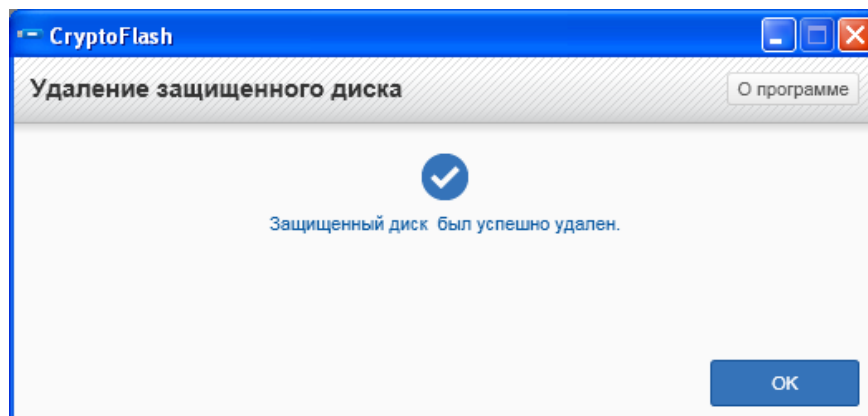 CryptoFlash
Удаление защищенного диска
О программе
Защищенный диск был успешно удален.
OK